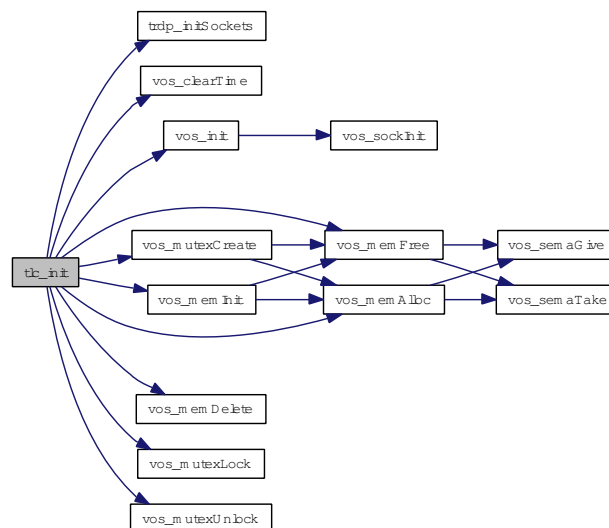 trdp_initSockets
vos_clearTime
vos_init
vos_sockInit
vos_mutexCreate
vos_memFree
vos_semaGive
tlc_init
vos_memInit
vos_memAlloc
vos_semaTake
vos_memDelete
vos_mutexLock
vos_mutexUnlock